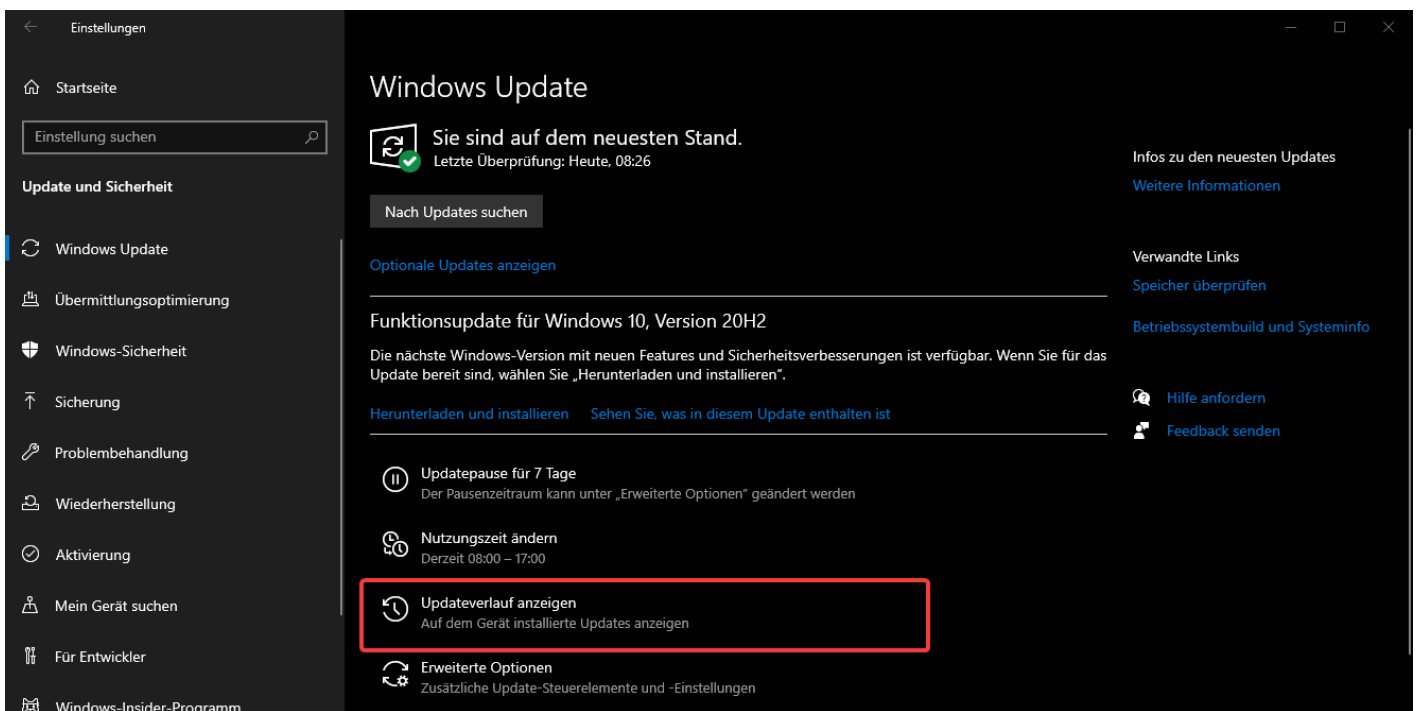 Einstellungen
Startseite
Einstellung suchen
Update und Sicherheit
Windows Update
Übermittlungsoptimierung
Windows-Sicherheit
Sicherung
Problembehandlung
Wiederherstellung
Aktivierung
Mein Gerät suchen
Für Entwickler
Windows-Insider-Programm
Windows Update
Sie sind auf dem neuesten Stand.
Letzte Überprüfung: Heute, 08:26
Nach Updates suchen
Optionale Updates anzeigen
Funktionsupdate für Windows 10, Version 20H2
Die nächste Windows-Version mit neuen Features und Sicherheitsverbesserungen ist verfügbar. Wenn Sie für das
Update bereit sind, wählen Sie „Herunterladen und installieren“.
Herunterladen und installieren Sehen Sie, was in diesem Update enthalten ist
Updatepause für 7 Tage
Der Pausenzeitraum kann unter „Erweiterte Optionen“ geändert werden
Nutzungszeit ändern
Derzeit 08:00 – 17:00
Updateverlauf anzeigen
Auf dem Gerät installierte Updates anzeigen
Erweiterte Optionen
Zusätzliche Update-Steuerelemente und -Einstellungen
Infos zu den neuesten Updates
Weitere Informationen
Verwandte Links
Speicher überprüfen
Betriebssystembuild und Systeminfo
Hilfe anfordern
Feedback senden